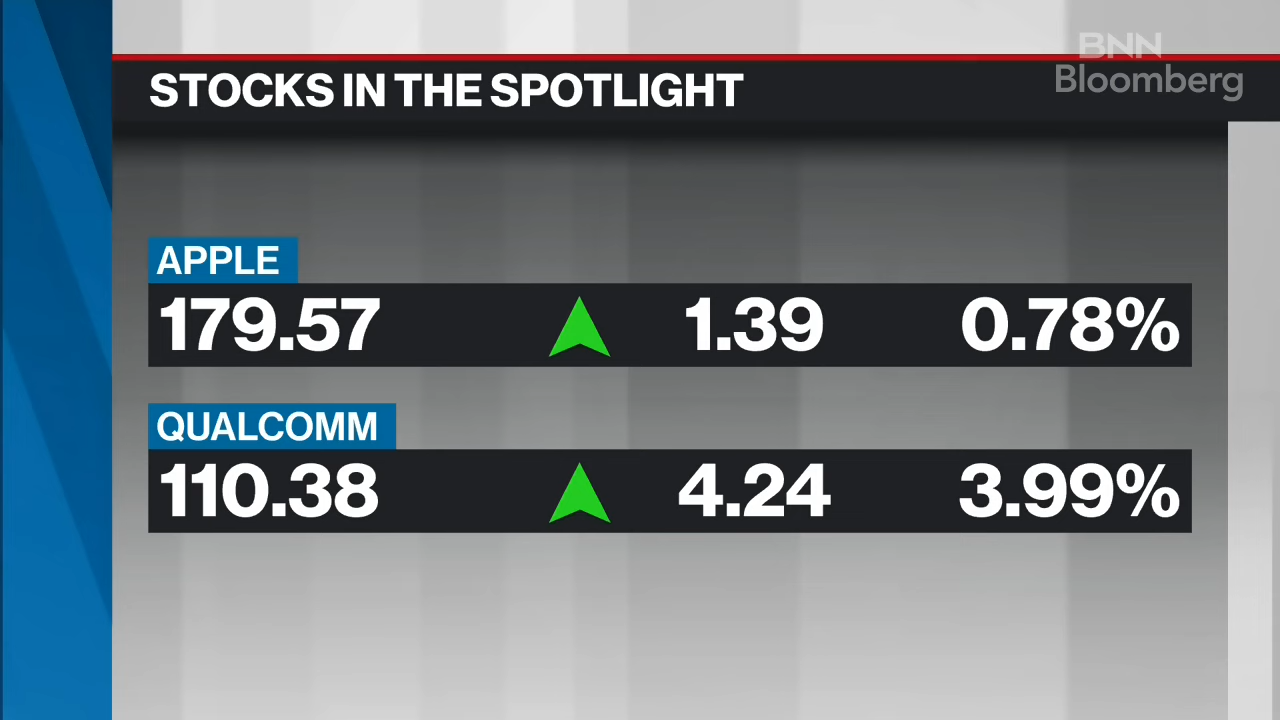 BNN
Bloomberg
STOCKS IN THE SPOTLIGHT
APPLE
179.57 1.39 0.78%
QUALCOMM
110.38 4.24 3.99%